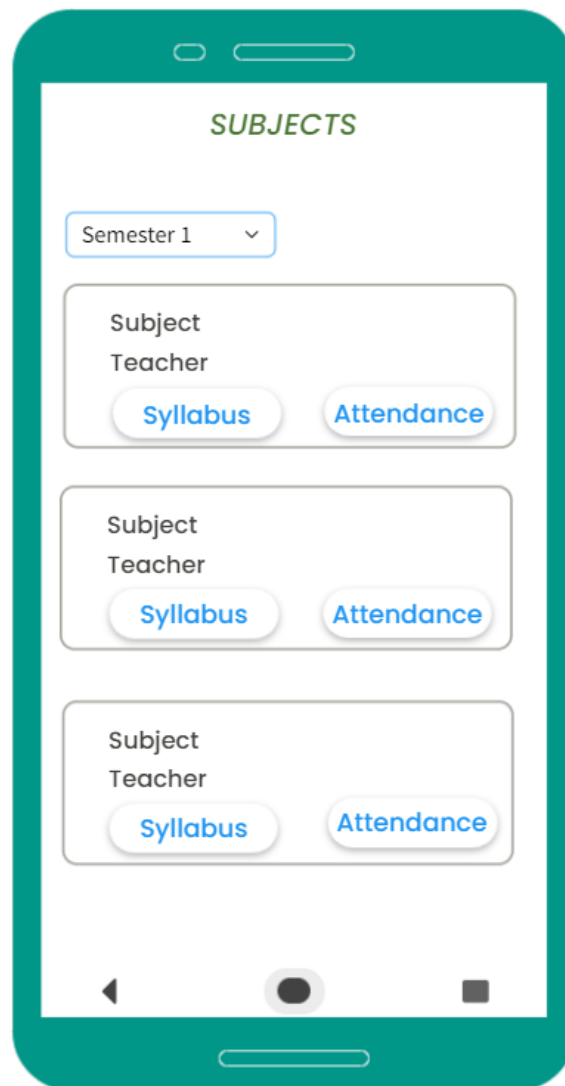 SUBJECTS
Semester 1
Subject
Teacher
Syllabus Attendance
Subject
Teacher
Syllabus Attendance
Subject
Teacher
Syllabus Attendance